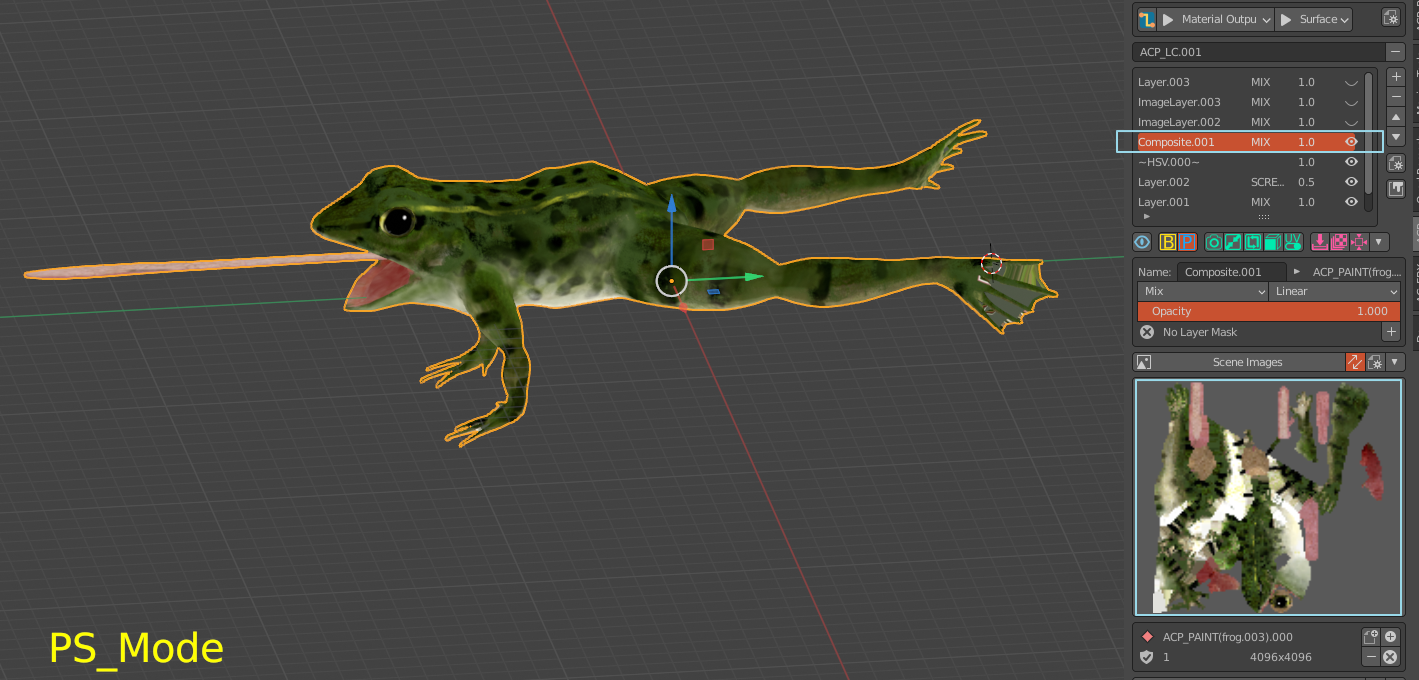 Material Outpu Surface
ACP_LC.001
Layer.003 MIX 1.0
ImageLayer.003 MIX 1.0
ImageLayer.002 MIX 1.0
Composite.001 MIX 1.0
~HSV.000~ 1.0
Layer.002 SCRE... 0.5
Layer.001 MIX 1.0
B P UV
Name: Composite.001 ACP_PAINT(frog....
Mix Linear
Opacity 1.000
No Layer Mask
Scene Images
ACP_PAINT(frog.003).000
1 4096x4096
PS_Mode